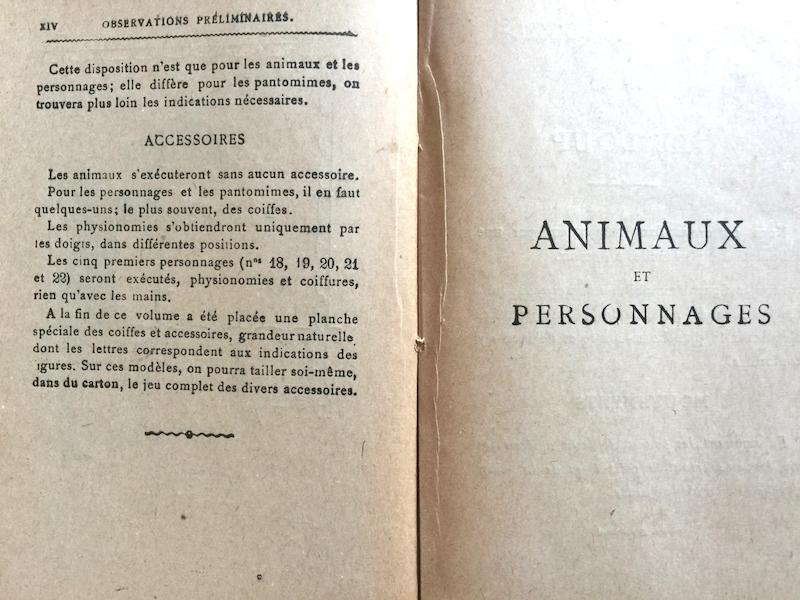 XIV OBSERVATIONS PRÉLIMINAIRES.
Cette disposition n'est que pour les animaux et les
personnages; elle diffère pour les pantomimes, on
trouvera plus loin les indications nécessaires.
ACCESSOIRES
Les animaux s'exécuteront sans aucun accessoire.
Pour les personnages et les pantomimes, il en faut
quelques-uns; le plus souvent, des coiffes.
Les physionomies s'obtiendront uniquement par
les doigts, dans différentes positions.
Les cinq premiers personnages (nos 18, 19, 20, 21
et 22) seront exécutés, physionomies et coiffures,
rien qu'avec les mains.
A la fin de ce volume a été placée une planche
spéciale des coiffes et accessoires, grandeur naturelle
dont les lettres correspondent aux indications des
igures. Sur ces modèles, on pourra tailler soi-même,
dans du carton, le jeu complet des divers accessoires.
ANIMAUX
ET
PERSONNAGES